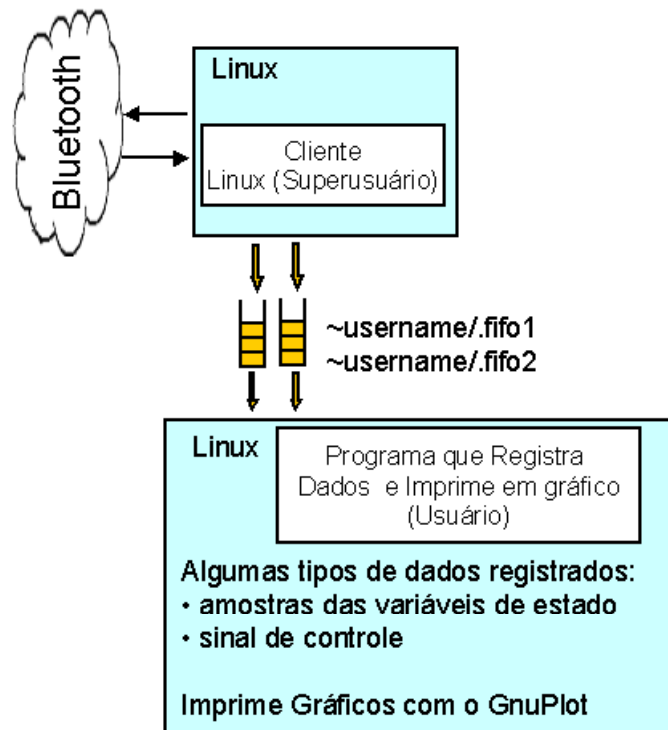 Bluetooth
Linux
Cliente
Linux (Superusuário)
~username/.fifo1
~username/.fifo2
Linux
Programa que Registra
Dados e Imprime em gráfico
(Usuário)
Algumas tipos de dados registrados:
• amostras das variáveis de estado
• sinal de controle
Imprime Gráficos com o GnuPlot